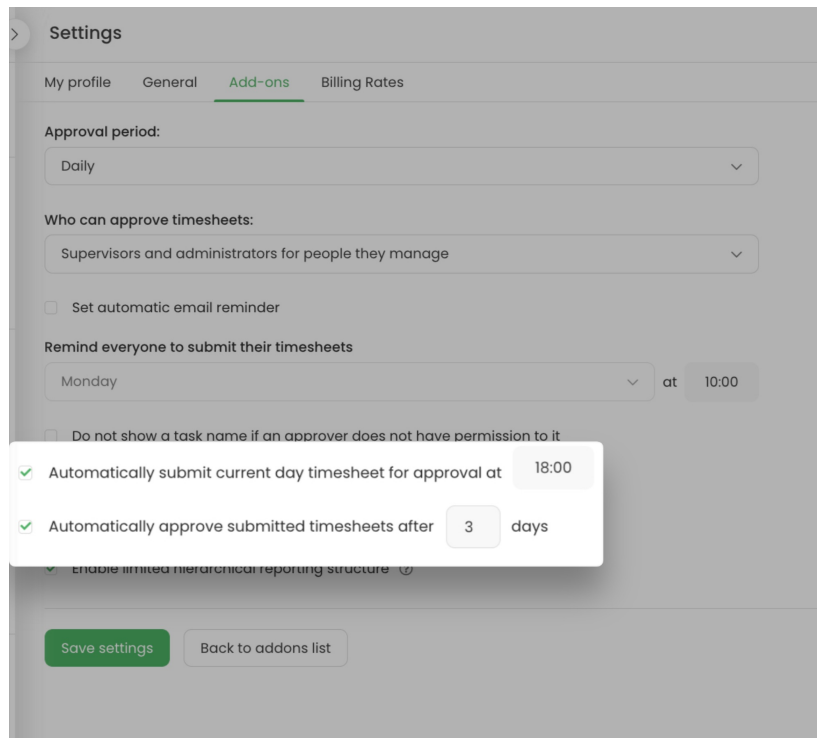 Settings
My profile General Add-ons Billing Rates
Approval period:
Daily
Who can approve timesheets:
Supervisors and administrators for people they manage
Set automatic email reminder
Remind everyone to submit their timesheets
Monday at 10:00
Do not show a task name if an approver does not have permission to it
Automatically submit current day timesheet for approval at 18:00
Automatically approve submitted timesheets after 3 days
Enable limited hierarchical reporting structure ?
Save settings Back to addons list